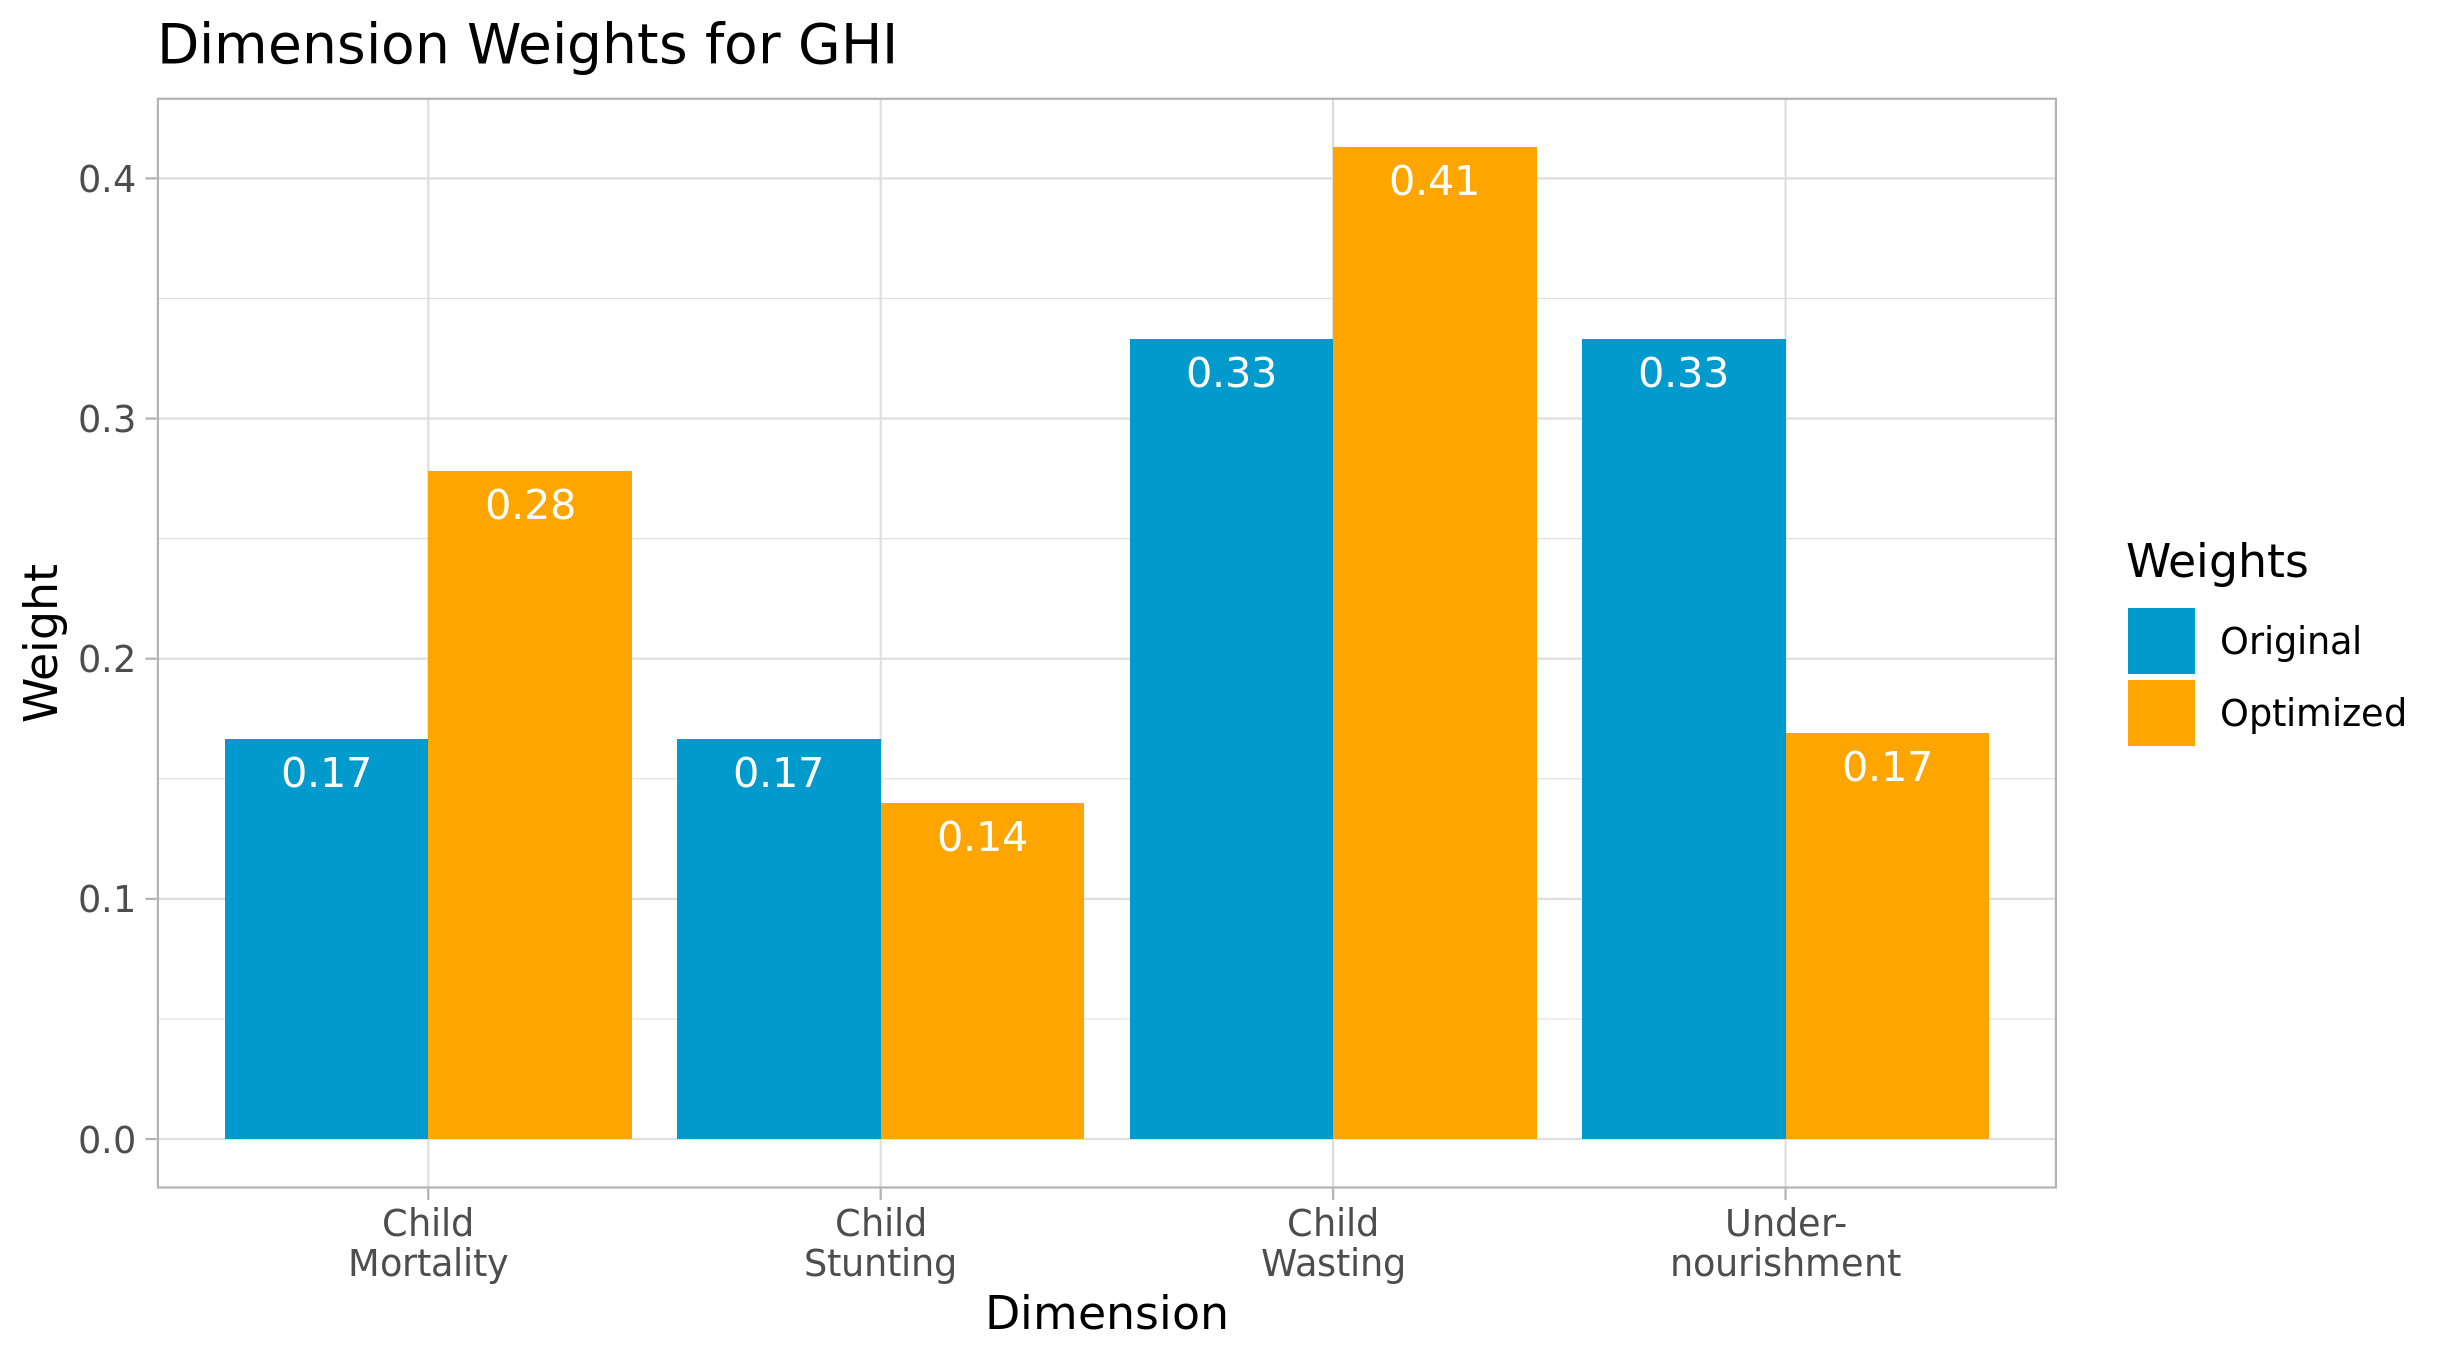 Dimension Weights for GHI
Weight
0.4
0.3
0.2
0.1
0.0
0.17
0.28
0.17
0.14
0.33
0.41
0.33
0.17
Child
Mortality
Child
Stunting
Child
Wasting
Under-
nourishment
Dimension
Weights
Original
Optimized